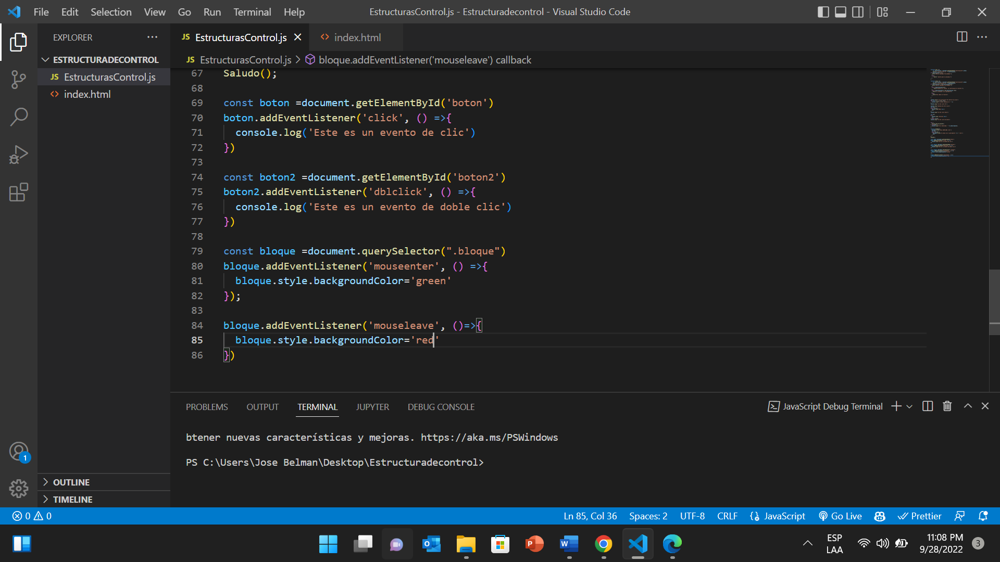 File Edit Selection View Go Run Terminal Help
EstructurasControl.js - Estructuradecontrol - Visual Studio Code
EXPLORER
ESTRUCTURADECONTROL
JS EstructurasControl.js
<> index.html
OUTLINE
TIMELINE
JS EstructurasControl.js
<> index.html
JS EstructurasControl.js > bloque.addEventListener('mouseleave') callback
67 Saludo();
68
69 const boton =document.getElementById('boton')
70 boton.addEventListener('click', () =>{
71 console.log('Este es un evento de clic')
72 })
73
74 const boton2 =document.getElementById('boton2')
75 boton2.addEventListener('dblclick', () =>{
76 console.log('Este es un evento de doble clic')
77 })
78
79 const bloque =document.querySelector(".bloque")
80 bloque.addEventListener('mouseenter', () =>{
81 bloque.style.backgroundColor='green'
82 });
83
84 bloque.addEventListener('mouseleave', ()=>{
85 bloque.style.backgroundColor='red'
86 })
PROBLEMS OUTPUT TERMINAL JUPYTER DEBUG CONSOLE
JavaScript Debug Terminal
btener nuevas características y mejoras. https://aka.ms/PSWindows
PS C:\Users\Jose Belman\Desktop\Estructuradecontrol>
1
0 0
Ln 85, Col 36 Spaces: 2 UTF-8 CRLF JavaScript Go Live Prettier
ESP
LAA
11:08 PM
9/28/2022
3